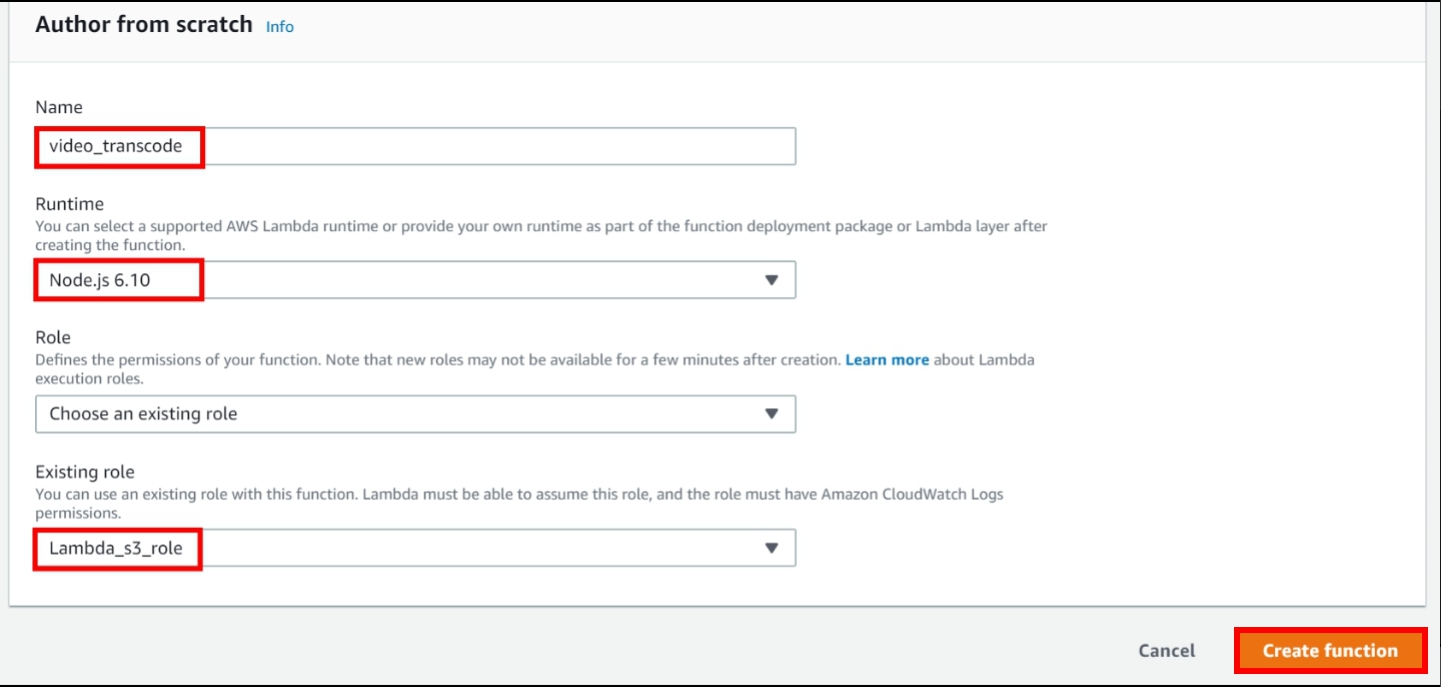 Author from scratch Info
Name
video_transcode
Runtime
You can select a supported AWS Lambda runtime or provide your own runtime as part of the function deployment package or Lambda layer after
creating the function.
Node.js 6.10
Role
Defines the permissions of your function. Note that new roles may not be available for a few minutes after creation. Learn more about Lambda
execution roles.
Choose an existing role
Existing role
You can use an existing role with this function. Lambda must be able to assume this role, and the role must have Amazon CloudWatch Logs
permissions.
Lambda_s3_role
Cancel Create function